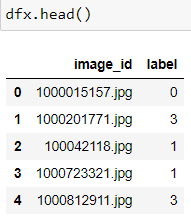 dfx.head()
image_id label
0 1000015157.jpg 0
1 1000201771.jpg 3
2 100042118.jpg 1
3 1000723321.jpg 1
4 1000812911.jpg 3